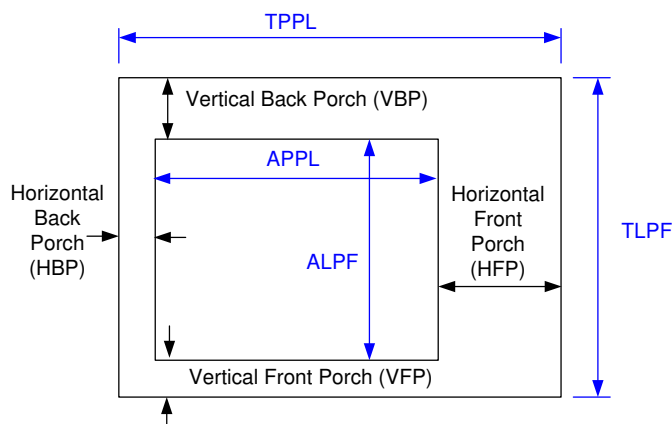 TPPL
Vertical Back Porch (VBP)
APPL
Horizontal
Back
Porch
(HBP)
Horizontal
Front
Porch
(HFP)
TLPF
ALPF
Vertical Front Porch (VFP)